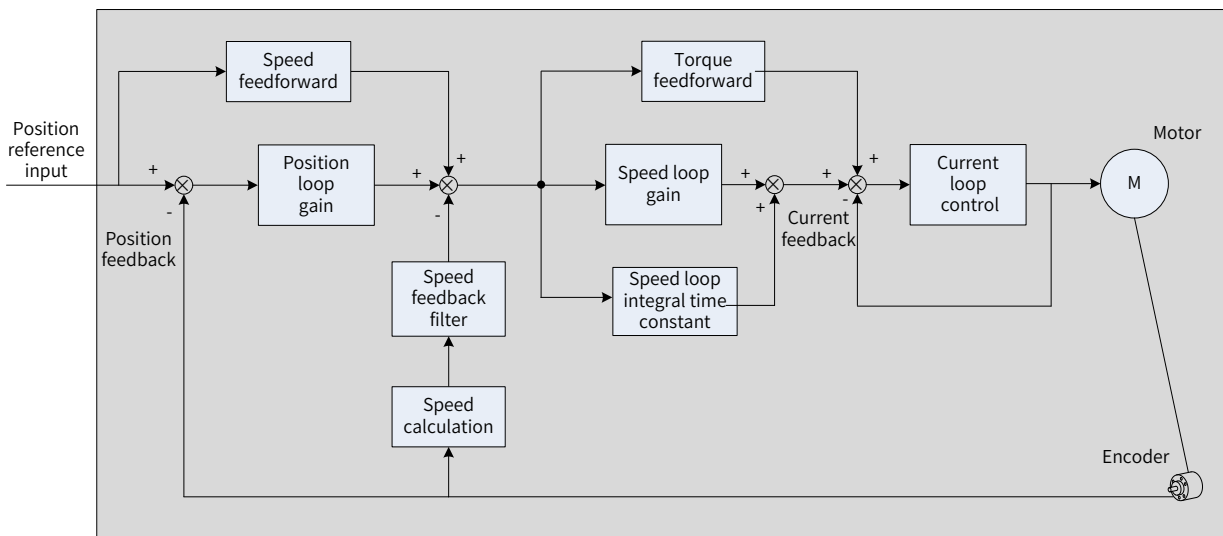 Speed
feedforward
Torque
feedforward
Position
reference
input
Motor
+
+
+
+
+
+
+
Position
loop
gain
Speed loop
gain
Current
loop
control
M
-
-
-
+
Position
feedback
Current
feedback
Speed
feedback
filter
Speed loop
integral time
constant
Speed
calculation
Encoder